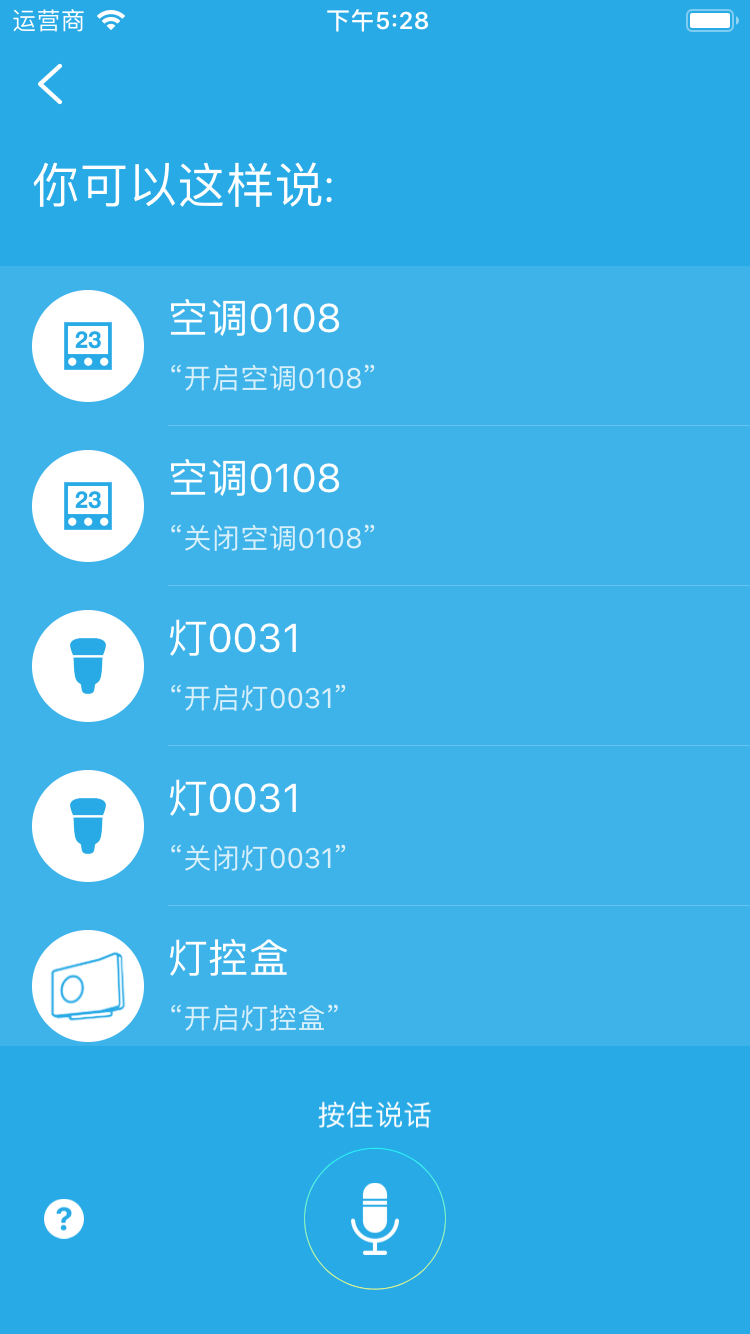 运营商 下午5:28
你可以这样说:
23
空调0108
“开启空调0108”
23
空调0108
“关闭空调0108”
灯0031
“开启灯0031”
灯0031
“关闭灯0031”
灯控盒
“开启灯控盒”
按住说话
?